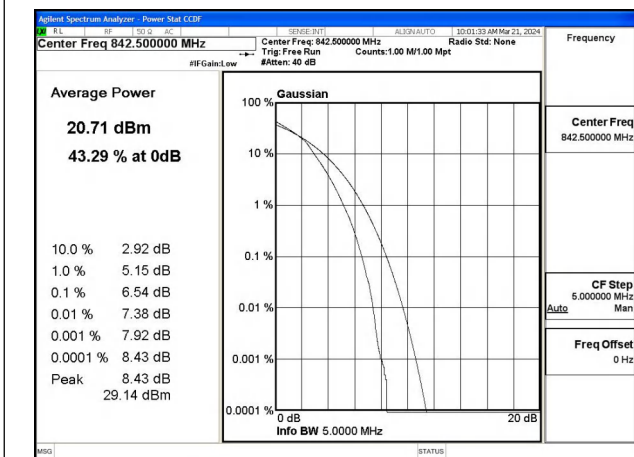 Agilent Spectrum Analyzer - Power Stat CCDF
RL RF 50 Ω AC SENSE:INT ALIGN AUTO 10:01:33 AM Mar 21, 2024
Center Freq 842.500000 MHz
Center Freq: 842.500000 MHz Radio Std: None
Trig: Free Run Counts:1.00 M/1.00 Mpt
#IFGain:Low #Atten: 40 dB
Frequency
Average Power
20.71 dBm
43.29 % at 0dB
10.0 % 2.92 dB
1.0 % 5.15 dB
0.1 % 6.54 dB
0.01 % 7.38 dB
0.001 % 7.92 dB
0.0001 % 8.43 dB
Peak 8.43 dB
29.14 dBm
Gaussian
100 %
10 %
1 %
0.1 %
0.01 %
0.001 %
0.0001 %
0 dB 20 dB
Info BW 5.0000 MHz
Center Freq
842.500000 MHz
CF Step
5.000000 MHz
Auto Man
Freq Offset
0 Hz
MSG STATUS